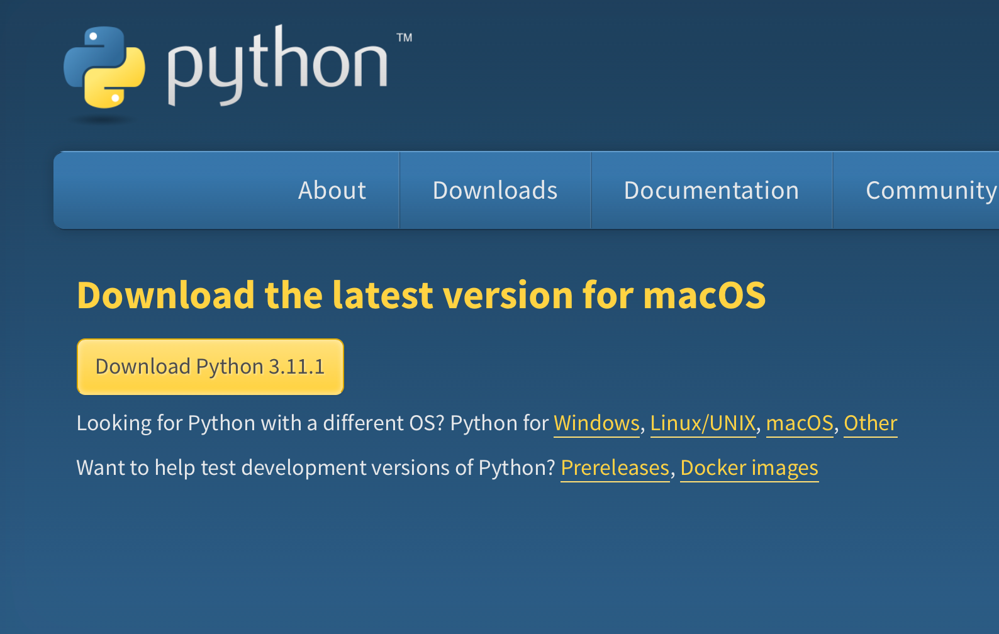 python™
About Downloads Documentation Community
Download the latest version for macOS
Download Python 3.11.1
Looking for Python with a different OS? Python for Windows, Linux/UNIX, macOS, Other
Want to help test development versions of Python? Prereleases, Docker images